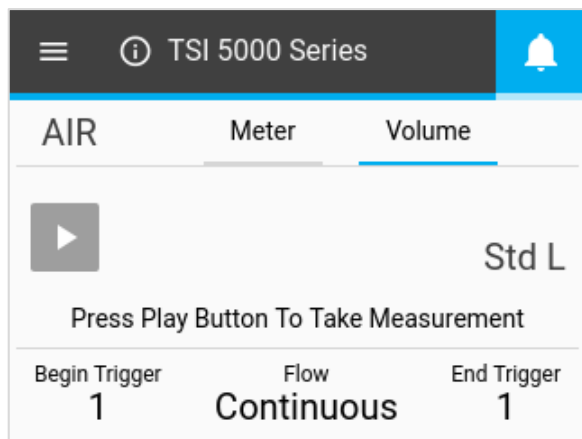 TSI 5000 Series
AIR Meter Volume
Std L
Press Play Button To Take Measurement
Begin Trigger Flow End Trigger
1 Continuous 1